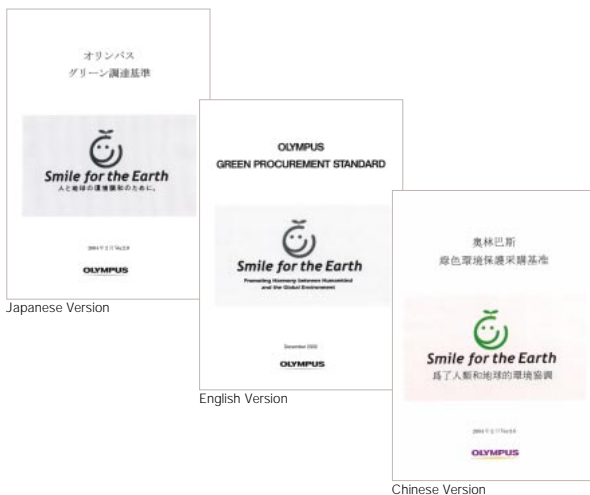 オリンパス
グリーン調達基準
Smile for the Earth
人と地球の環境調和のために。
OLYMPUS
Japanese Version
OLYMPUS
GREEN PROCUREMENT STANDARD
Smile for the Earth
Promoting Harmony between Humankind
and the Global Environment
December
OLYMPUS
English Version
奥林巴斯
綠色環境保護采購基准
Smile for the Earth
爲了人類和地球的環境協調
OLYMPUS
Chinese Version